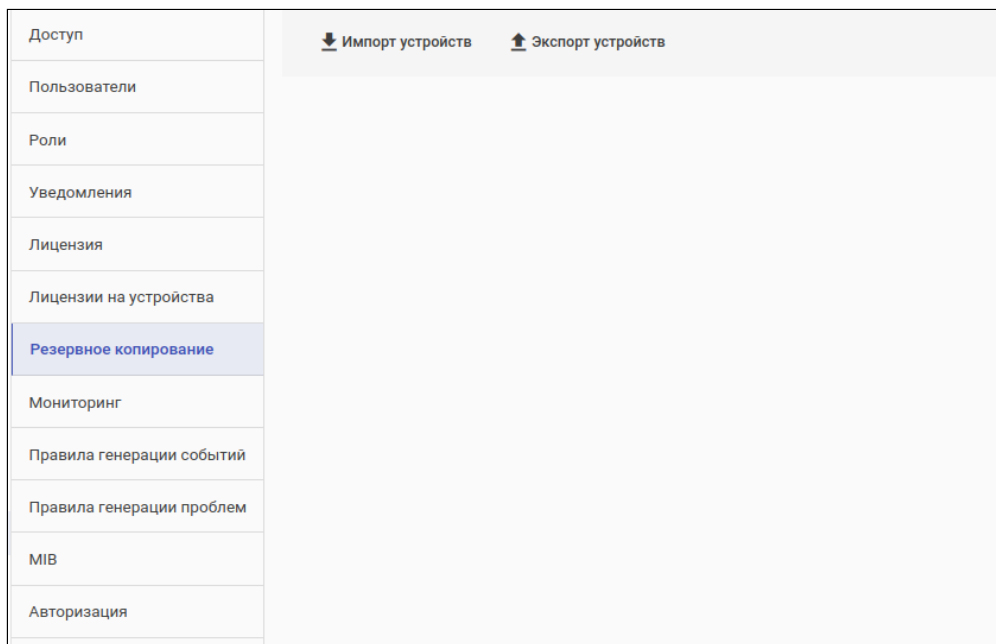 Доступ
Импорт устройств
Экспорт устройств
Пользователи
Роли
Уведомления
Лицензия
Лицензии на устройства
Резервное копирование
Мониторинг
Правила генерации событий
Правила генерации проблем
MIB
Авторизация